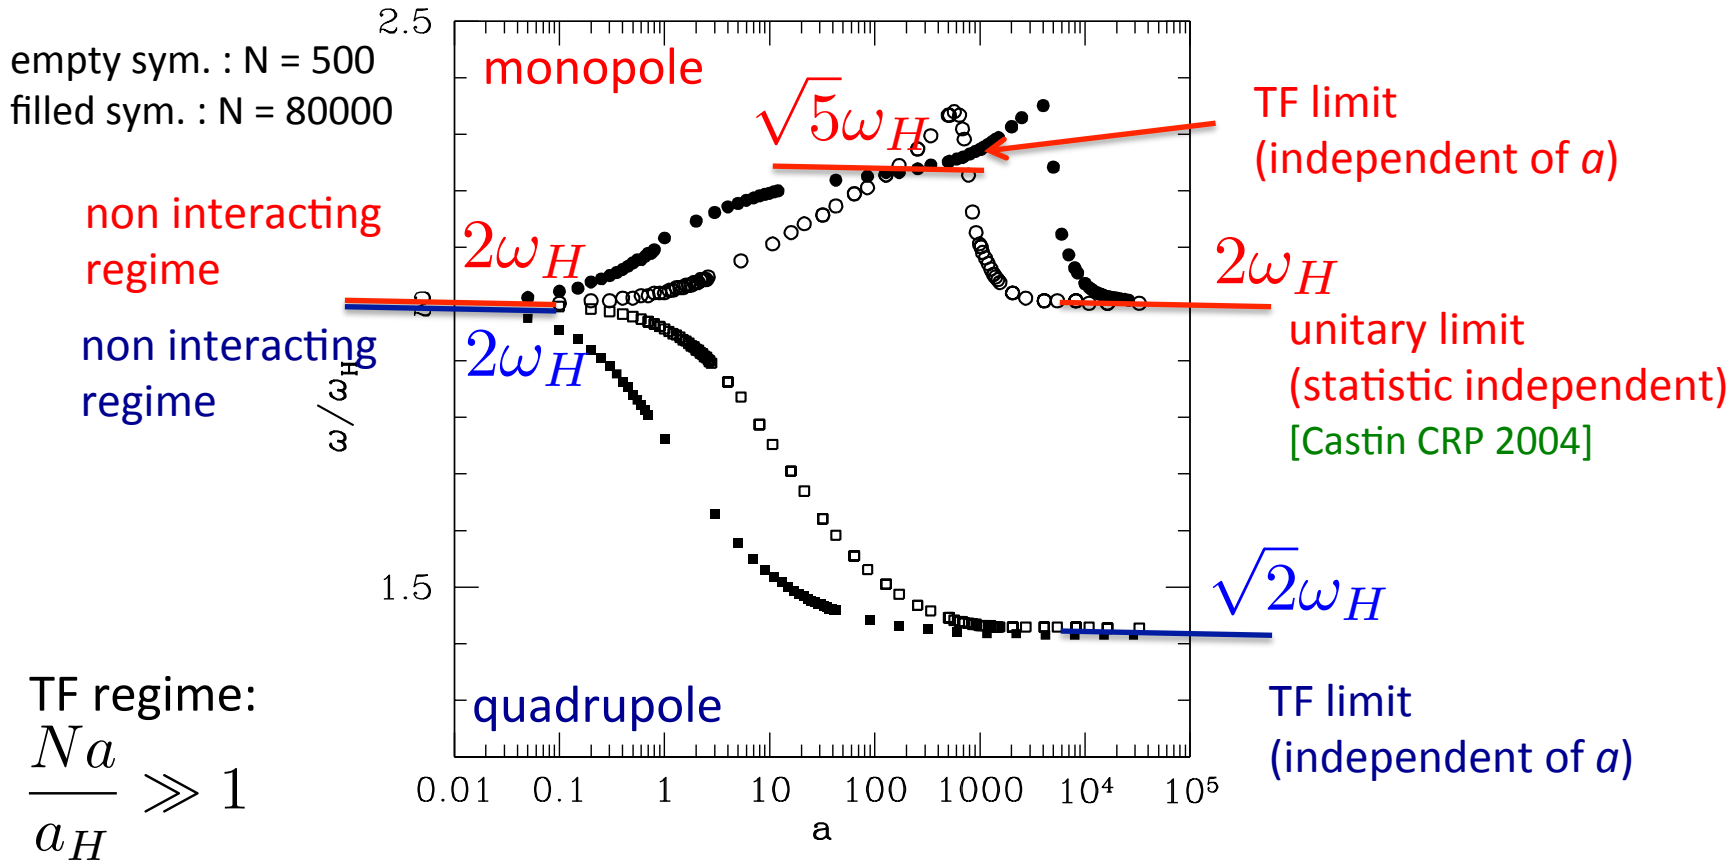 empty sym. : N = 500
filled sym. : N = 80000
2.5
monopole
√5ω_H
TF limit
(independent of a)
non interacting
regime
2ω_H
2
2ω_H
non interacting
regime
2ω_H
unitary limit
(statistic independent)
[Castin CRP 2004]
ω/ω_H
1.5
√2ω_H
TF regime:
Na
a_H
≫ 1
quadrupole
TF limit
(independent of a)
0.01 0.1 1 10 100 1000 10⁴ 10⁵
a